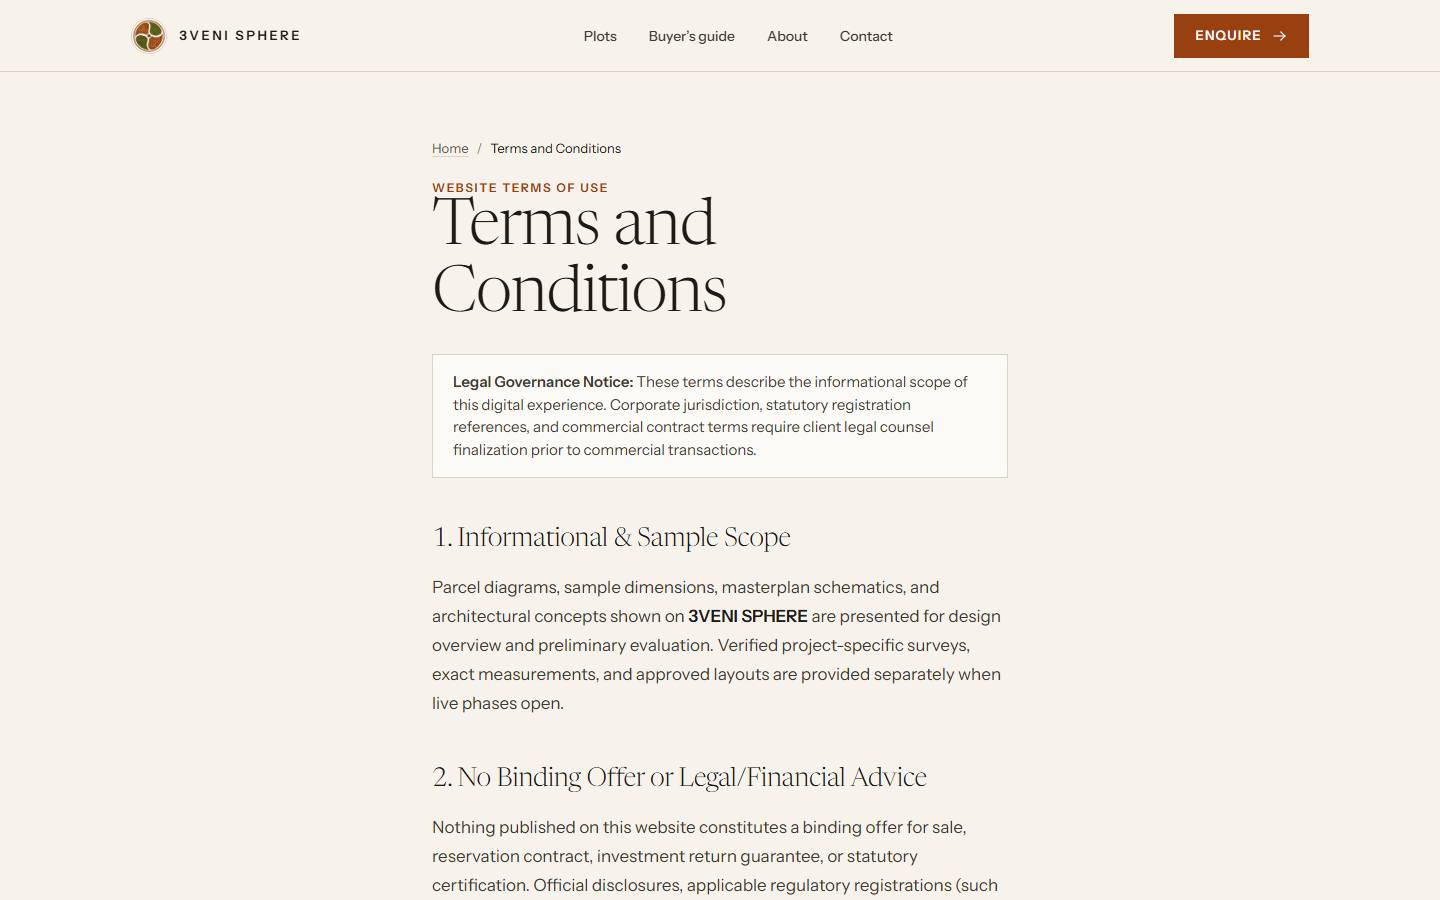 3VENI SPHERE
Plots
Buyer’s guide
About
Contact
ENQUIRE →
Home / Terms and Conditions
WEBSITE TERMS OF USE
Terms and
Conditions
Legal Governance Notice: These terms describe the informational scope of
this digital experience. Corporate jurisdiction, statutory registration
references, and commercial contract terms require client legal counsel
finalization prior to commercial transactions.
1. Informational & Sample Scope
Parcel diagrams, sample dimensions, masterplan schematics, and
architectural concepts shown on 3VENI SPHERE are presented for design
overview and preliminary evaluation. Verified project-specific surveys,
exact measurements, and approved layouts are provided separately when
live phases open.
2. No Binding Offer or Legal/Financial Advice
Nothing published on this website constitutes a binding offer for sale,
reservation contract, investment return guarantee, or statutory
certification. Official disclosures, applicable regulatory registrations (such